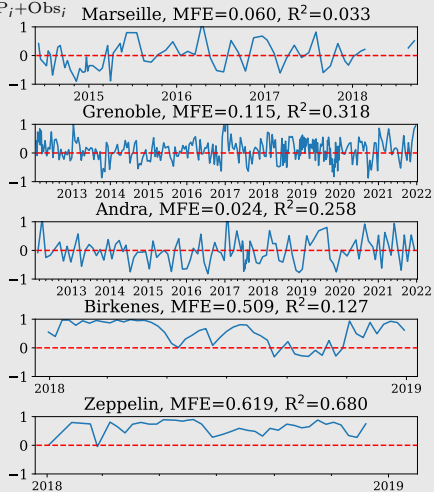 P_i+Obs_i
Marseille, MFE=0.060, R²=0.033
1
0
−1
2015 2016 2017 2018
Grenoble, MFE=0.115, R²=0.318
1
0
−1
2013 2014 2015 2016 2017 2018 2019 2020 2021 2022
Andra, MFE=0.024, R²=0.258
1
0
−1
2013 2014 2015 2016 2017 2018 2019 2020 2021 2022
Birkenes, MFE=0.509, R²=0.127
1
0
−1
2018 2019
Zeppelin, MFE=0.619, R²=0.680
1
0
−1
2018 2019